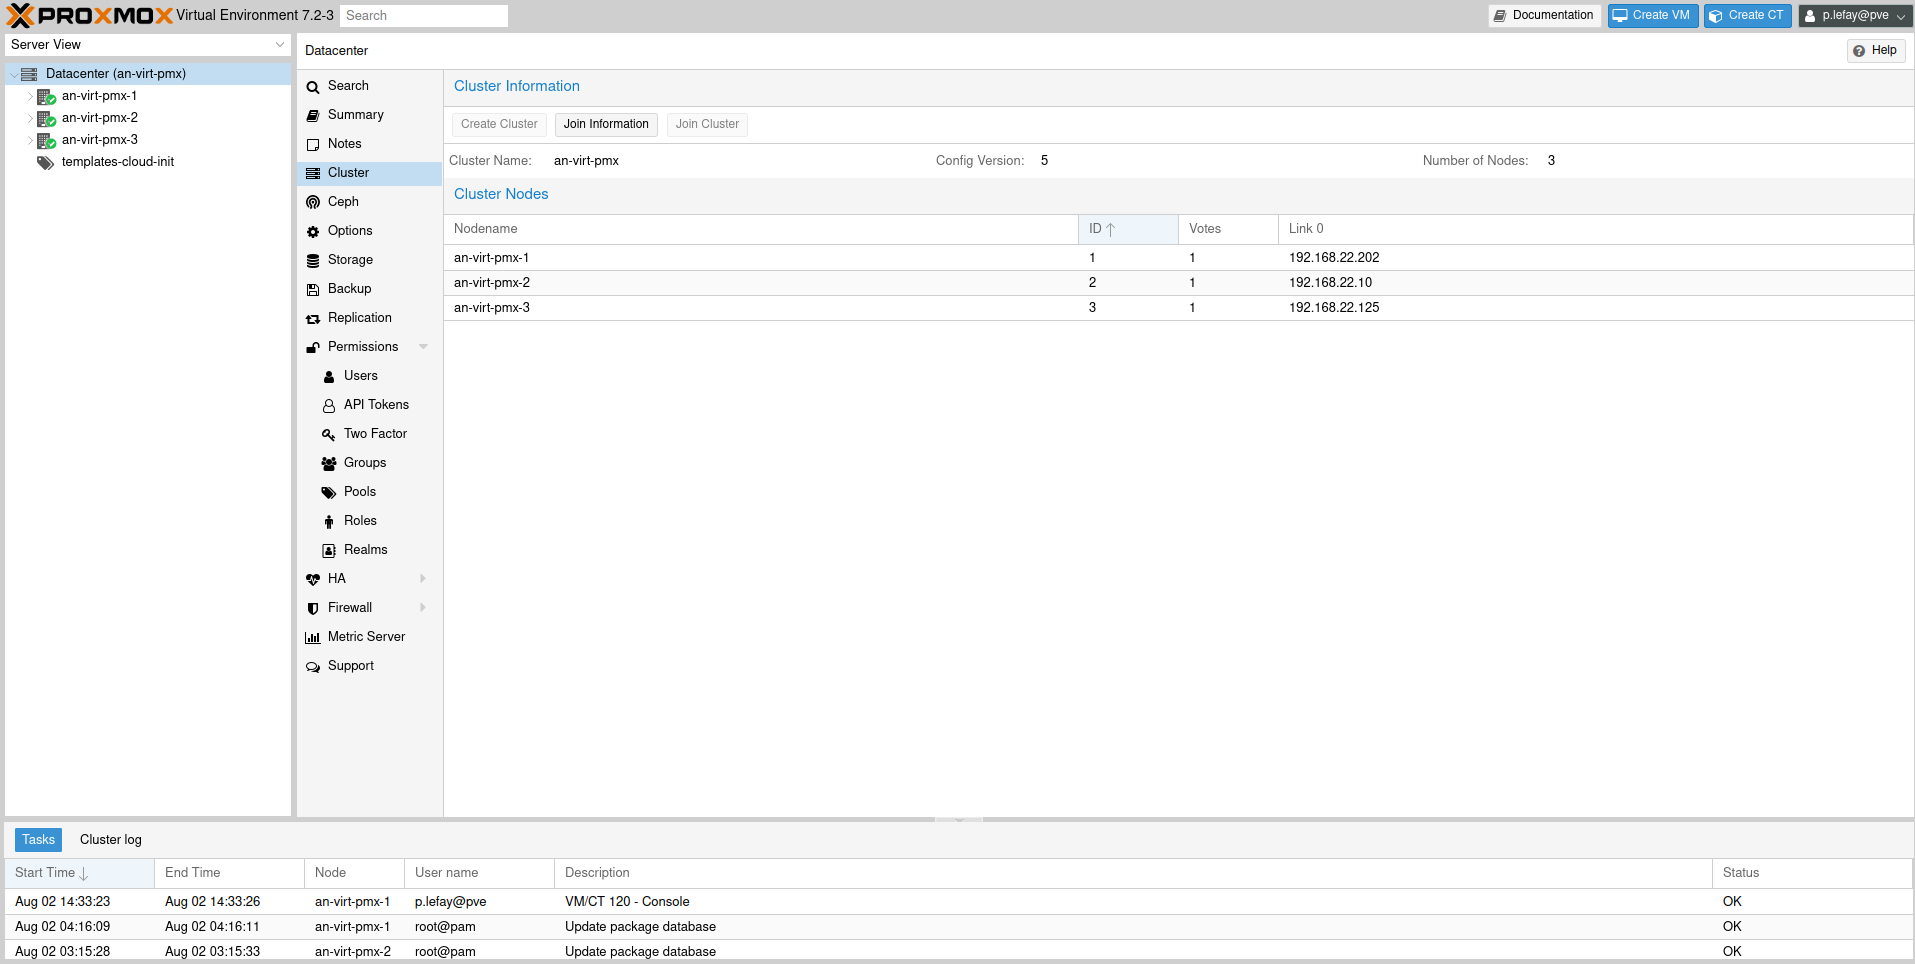 PROXMOX Virtual Environment 7.2-3 Search Documentation Create VM Create CT p.lefay@pve
Server View
Datacenter (an-virt-pmx)
an-virt-pmx-1
an-virt-pmx-2
an-virt-pmx-3
templates-cloud-init
Datacenter Help
Search
Summary
Notes
Cluster
Ceph
Options
Storage
Backup
Replication
Permissions
Users
API Tokens
Two Factor
Groups
Pools
Roles
Realms
HA
Firewall
Metric Server
Support
Cluster Information
Create Cluster Join Information Join Cluster
Cluster Name: an-virt-pmx Config Version: 5 Number of Nodes: 3
Cluster Nodes
Nodename ID Votes Link 0
an-virt-pmx-1 1 1 192.168.22.202
an-virt-pmx-2 2 1 192.168.22.10
an-virt-pmx-3 3 1 192.168.22.125
Tasks Cluster log
Start Time End Time Node User name Description Status
Aug 02 14:33:23 Aug 02 14:33:26 an-virt-pmx-1 p.lefay@pve VM/CT 120 - Console OK
Aug 02 04:16:09 Aug 02 04:16:11 an-virt-pmx-1 root@pam Update package database OK
Aug 02 03:15:28 Aug 02 03:15:33 an-virt-pmx-2 root@pam Update package database OK